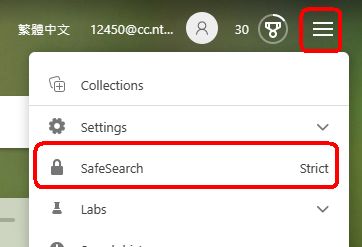 繁體中文 12450@cc.nt... 30
Collections
Settings
SafeSearch Strict
Labs